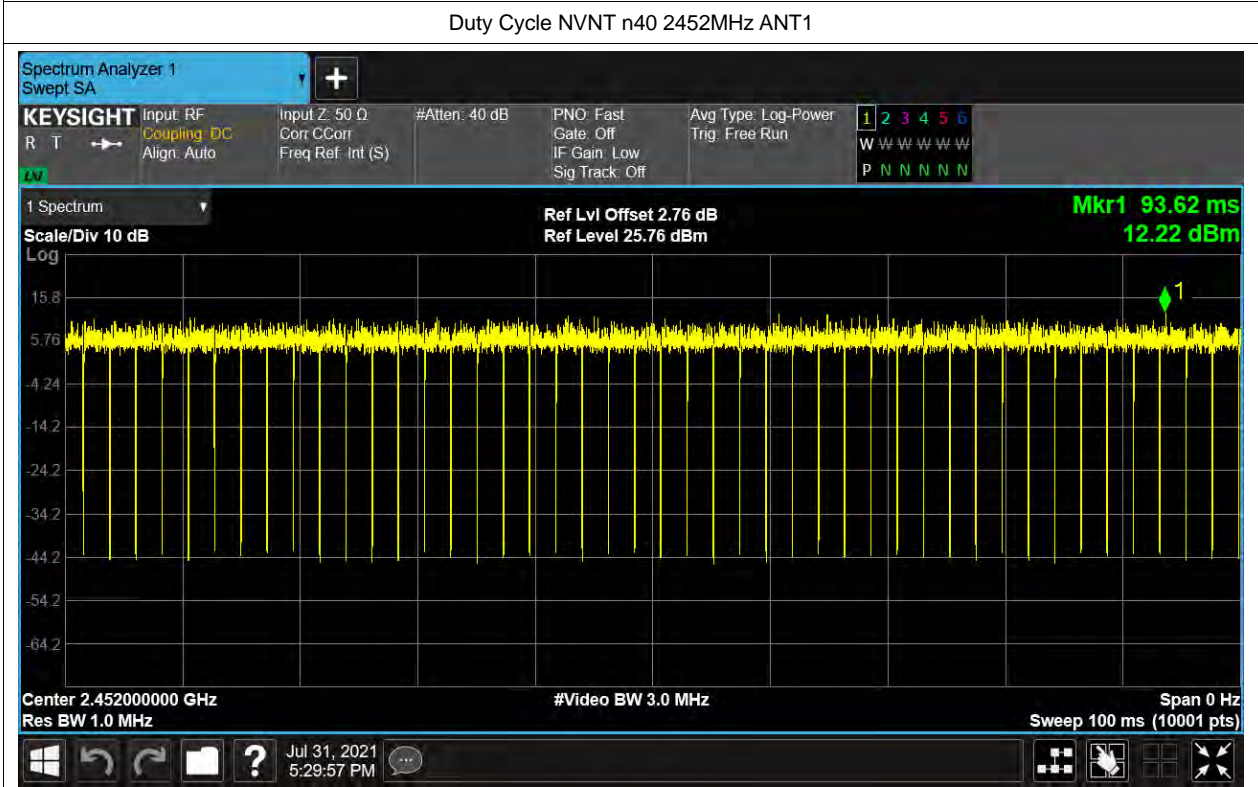 Duty Cycle NVNT n40 2452MHz ANT1
Spectrum Analyzer 1
Swept SA
+
KEYSIGHT
R T
Input: RF
Coupling: DC
Align: Auto
Input Z: 50 Ω
Corr CCorr
Freq Ref: Int (S)
#Atten: 40 dB
PNO: Fast
Gate: Off
IF Gain: Low
Sig Track: Off
Avg Type: Log-Power
Trig: Free Run
1 2 3 4 5 6
W W W W W W
P N N N N N
1 Spectrum
Scale/Div 10 dB
Log
Ref Lvl Offset 2.76 dB
Ref Level 25.76 dBm
Mkr1 93.62 ms
12.22 dBm
1
15.8
5.76
-4.24
-14.2
-24.2
-34.2
-44.2
-54.2
-64.2
Center 2.452000000 GHz
Res BW 1.0 MHz
#Video BW 3.0 MHz
Span 0 Hz
Sweep 100 ms (10001 pts)
?
Jul 31, 2021
5:29:57 PM